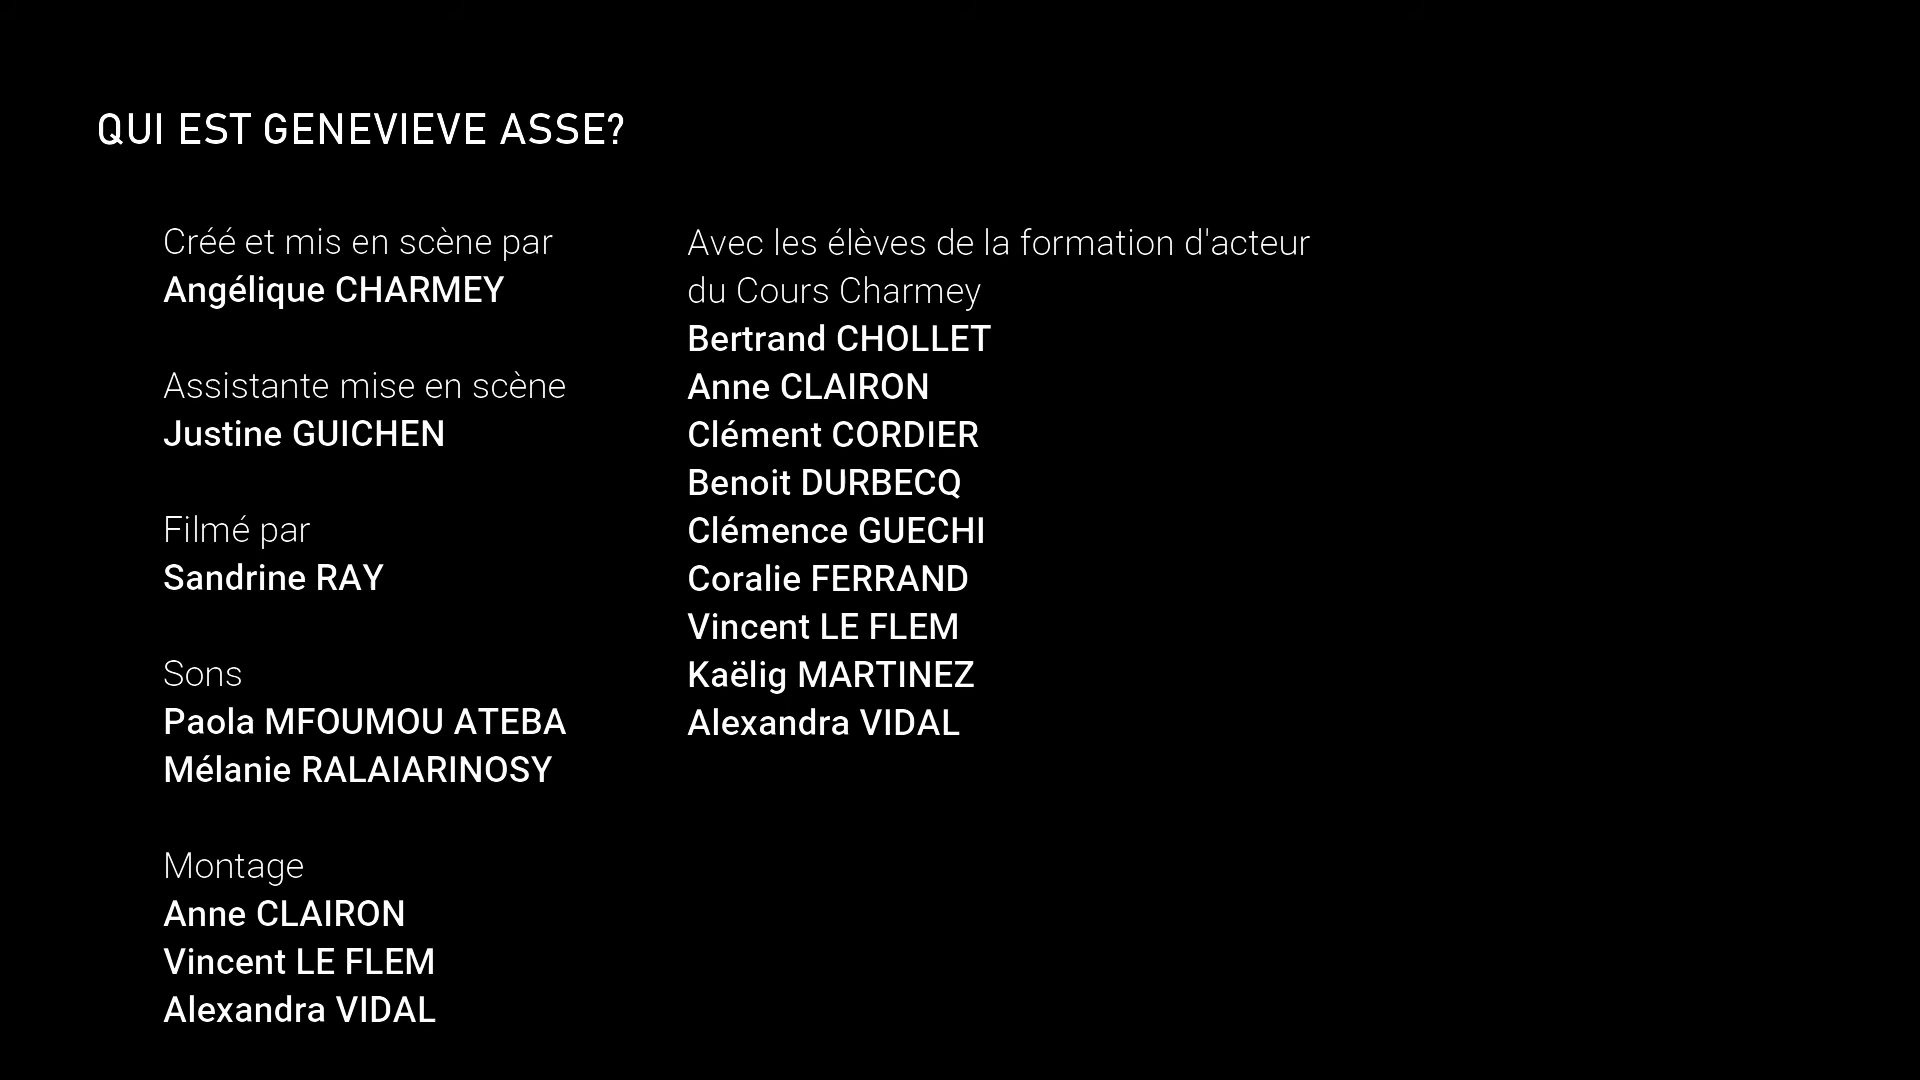 QUI EST GENEVIEVE ASSE?
Créé et mis en scène par
Angélique CHARMEY
Assistante mise en scène
Justine GUICHEN
Filmé par
Sandrine RAY
Sons
Paola MFOUMOU ATEBA
Mélanie RALAIARINOSY
Montage
Anne CLAIRON
Vincent LE FLEM
Alexandra VIDAL
Avec les élèves de la formation d'acteur
du Cours Charmey
Bertrand CHOLLET
Anne CLAIRON
Clément CORDIER
Benoit DURBECQ
Clémence GUECHI
Coralie FERRAND
Vincent LE FLEM
Kaëlig MARTINEZ
Alexandra VIDAL